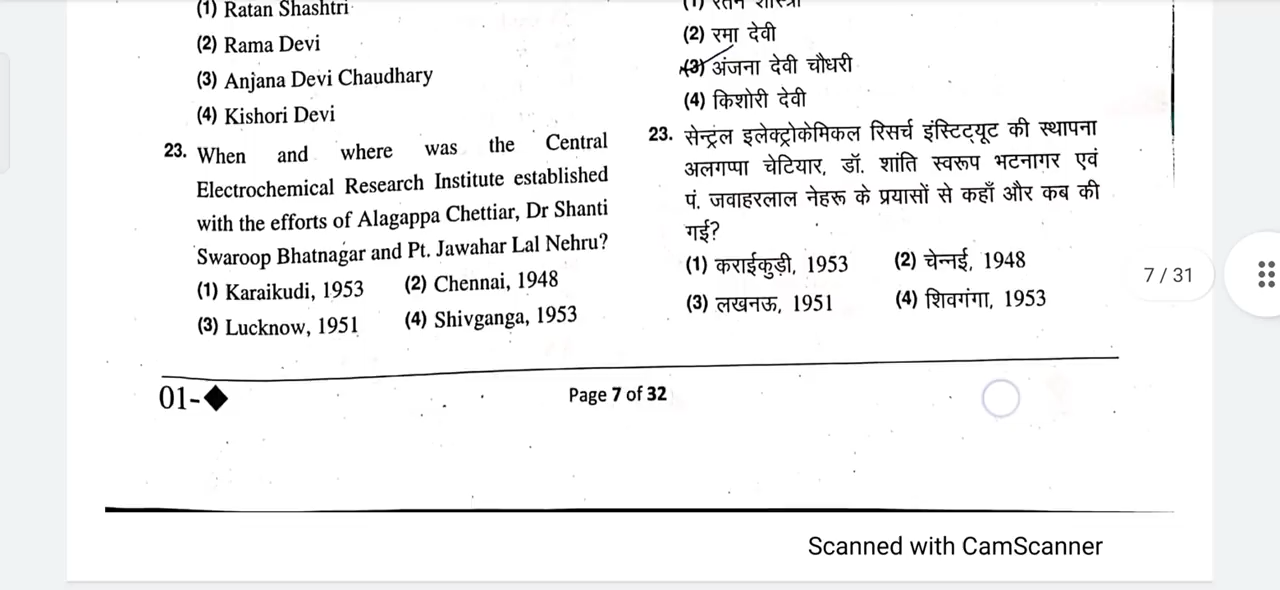 (1) Ratan Shashtri
(2) Rama Devi
(3) Anjana Devi Chaudhary
(4) Kishori Devi
23. When and where was the Central
Electrochemical Research Institute established
with the efforts of Alagappa Chettiar, Dr Shanti
Swaroop Bhatnagar and Pt. Jawahar Lal Nehru?
(1) Karaikudi, 1953 (2) Chennai, 1948
(3) Lucknow, 1951 (4) Shivganga, 1953
(1) रतन शास्त्री
(2) रमा देवी
(3) अंजना देवी चौधरी
(4) किशोरी देवी
23. सेन्ट्रल इलेक्ट्रोकेमिकल रिसर्च इंस्टिट्यूट की स्थापना
अलगप्पा चेटियार, डॉ. शांति स्वरूप भटनागर एवं
पं. जवाहरलाल नेहरू के प्रयासों से कहाँ और कब की
गई?
(1) कराईकुड़ी, 1953 (2) चेन्नई, 1948
(3) लखनऊ, 1951 (4) शिवगंगा, 1953
7 / 31
01-◆
Page 7 of 32
Scanned with CamScanner